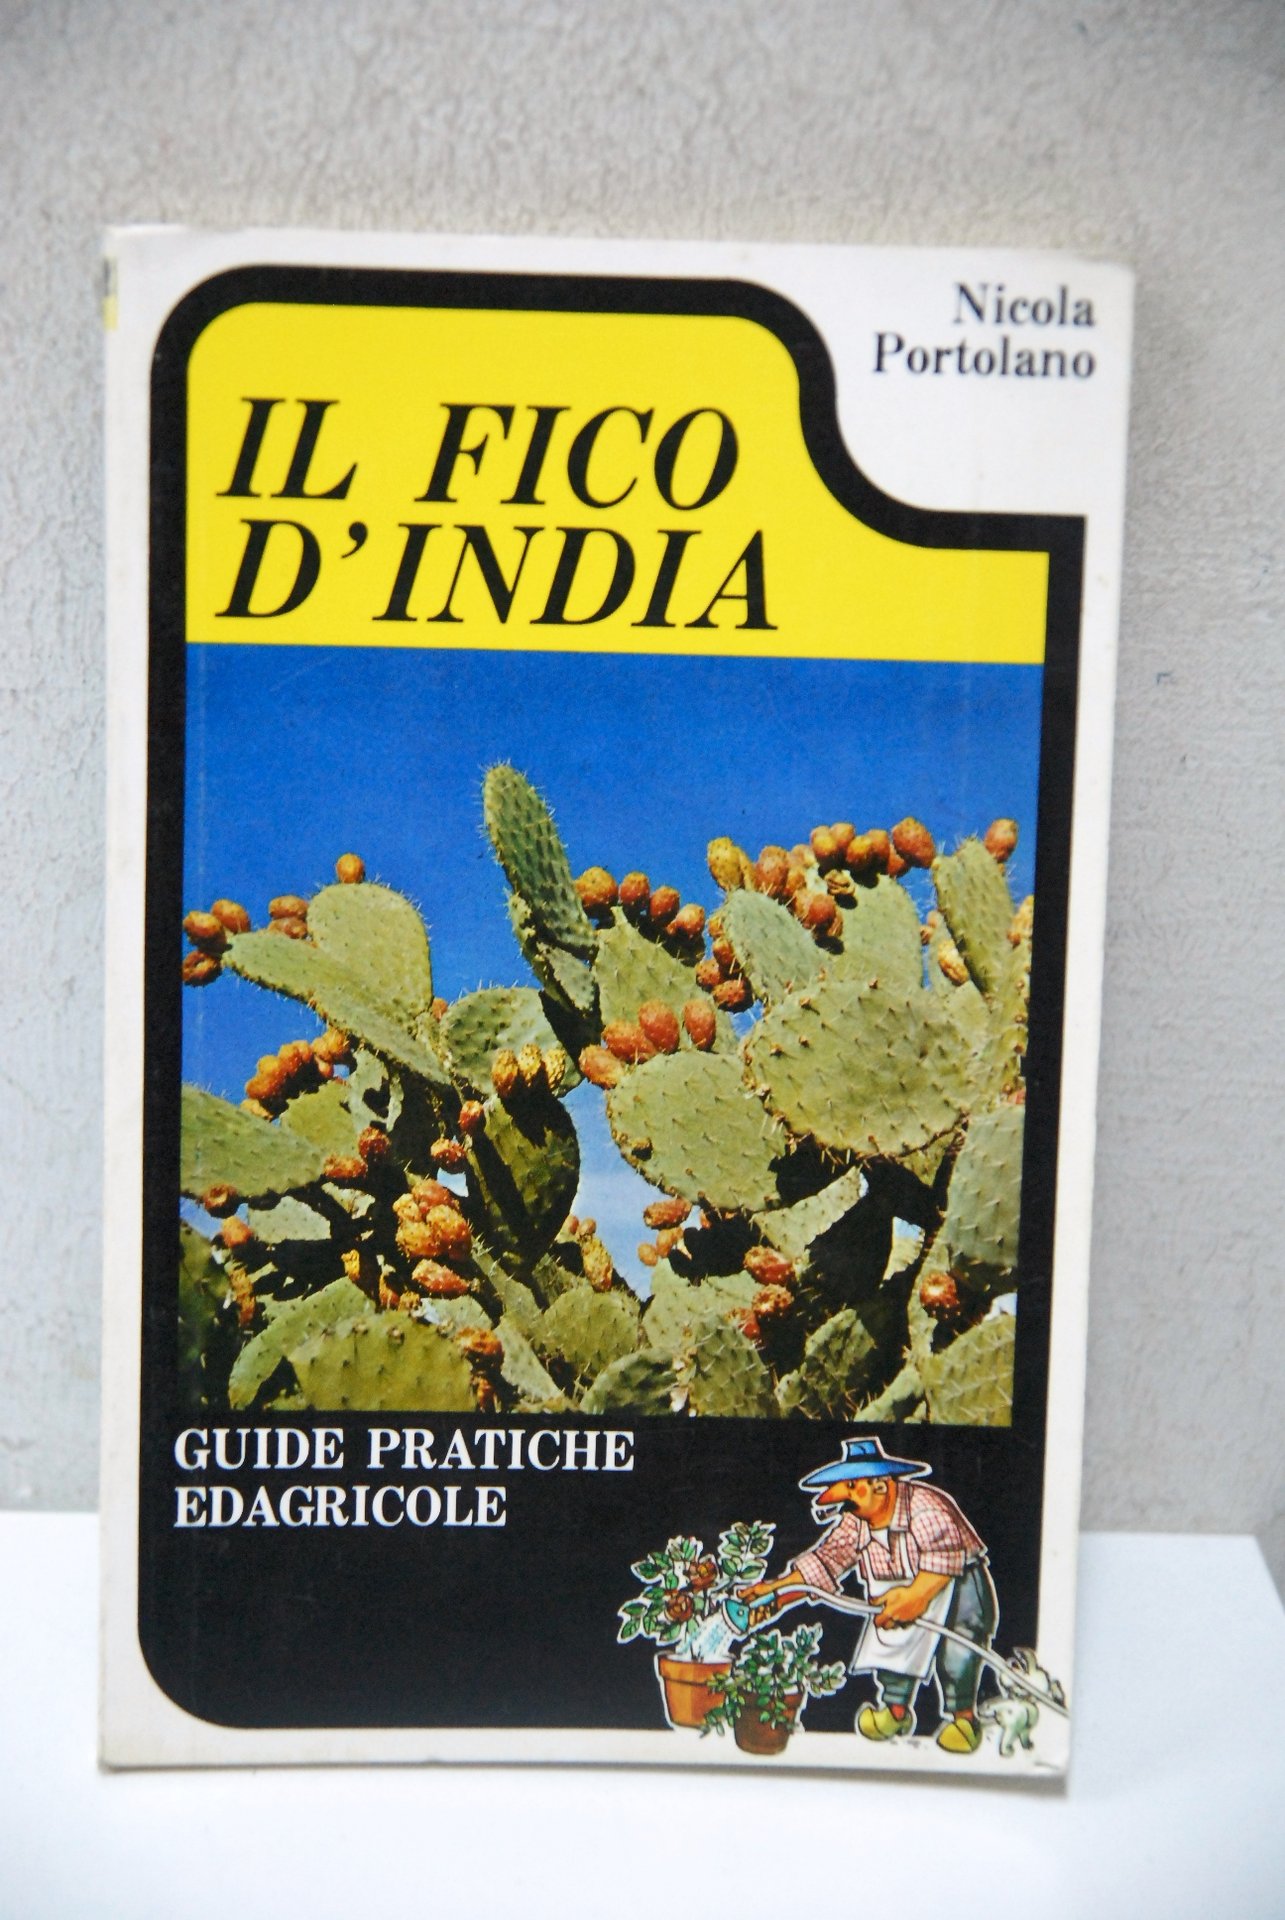 Nicola
Portolano
IL FICO
D'INDIA
GUIDE PRATICHE
EDAGRICOLE